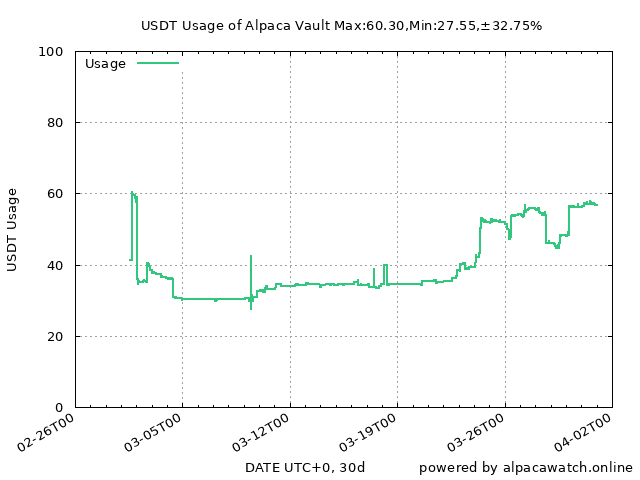 USDT Usage of Alpaca Vault Max:60.30,Min:27.55,±32.75%
100
Usage
80
60
USDT Usage
40
20
0
02-26T00
03-05T00
03-12T00
03-19T00
03-26T00
04-02T00
DATE UTC+0, 30d
powered by alpacawatch.online